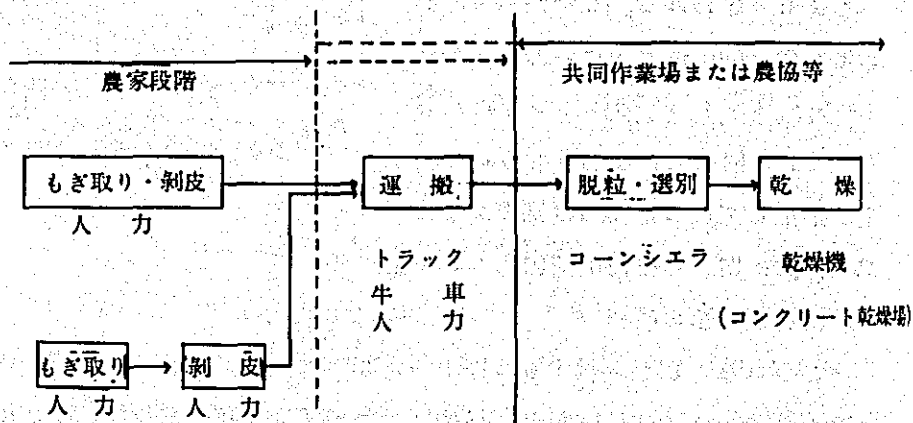 農家段階
共同作業場または農協等
もぎ取り・剝皮
人力
運搬
トラック
牛車
人力
脱粒・選別
コーンシエラ
乾燥
乾燥機
(コンクリート乾燥場)
もぎ取り
人力
剝皮
人力